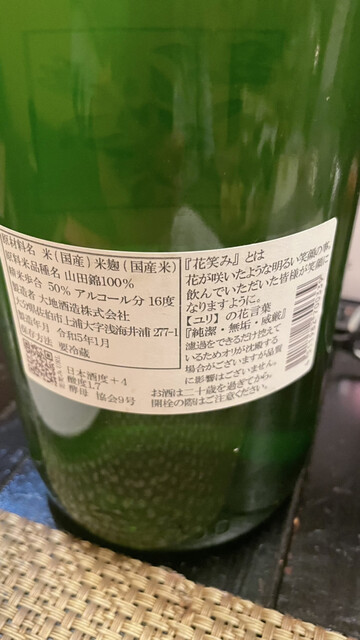 原材料名 米(国産)米麹(国産米)
原料米品種名 山田錦100%
精米歩合 50% アルコール分 16度
製造者 大地酒造株式会社
大分県佐伯市上浦大字浅海井浦 277-1
製造年月 令和5年1月
保存方法 要冷蔵
日本酒度 +4
酸度1.7
酵母 協会9号
『花笑み』とは
花が咲いたような明るい笑顔の事
飲んでいただいた皆様が笑顔に
なりますように。
【ユリ】の花言葉
『純潔・無垢・威厳』
濾過をできるだけ控えて
いるためオリが沈殿する
場合がございますが品質
に影響はございません。
お酒は二十歳を過ぎてから。
開栓の際はご注意ください。